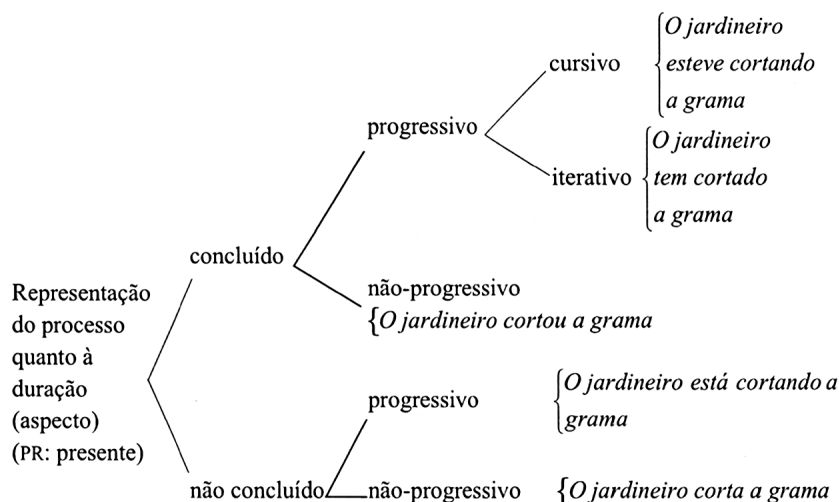 O jardineiro
cursivo
esteve cortando
a grama
progressivo
O jardineiro
iterativo
tem cortado
a grama
concluído
Representação
do processo
quanto à
duração
(aspecto)
(PR: presente)
não-progressivo
{O jardineiro cortou a grama
progressivo
O jardineiro está cortando a
grama
não concluído
não-progressivo
{O jardineiro corta a grama